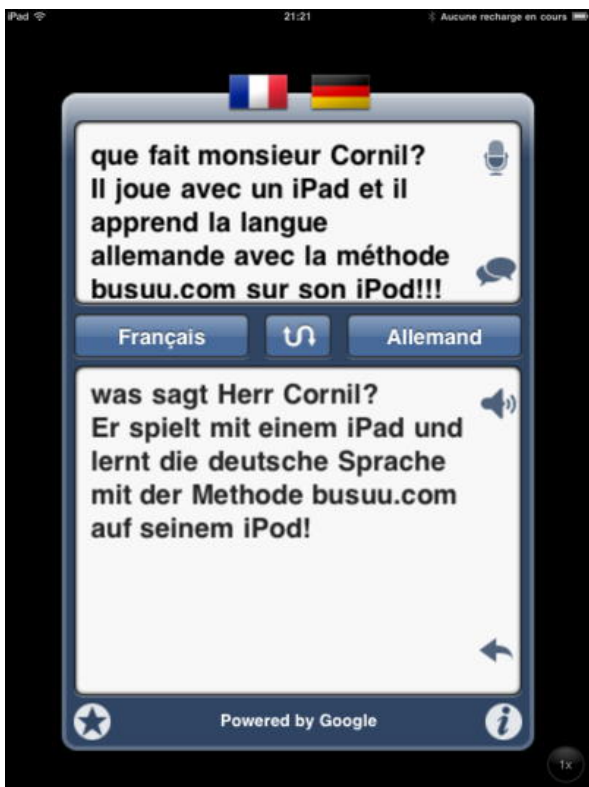 iPad 21:21 Aucune recharge en cours
que fait monsieur Cornil?
Il joue avec un iPad et il
apprend la langue
allemande avec la méthode
busuu.com sur son iPod!!!
Français Allemand
was sagt Herr Cornil?
Er spielt mit einem iPad und
lernt die deutsche Sprache
mit der Methode busuu.com
auf seinem iPod!
Powered by Google
1x